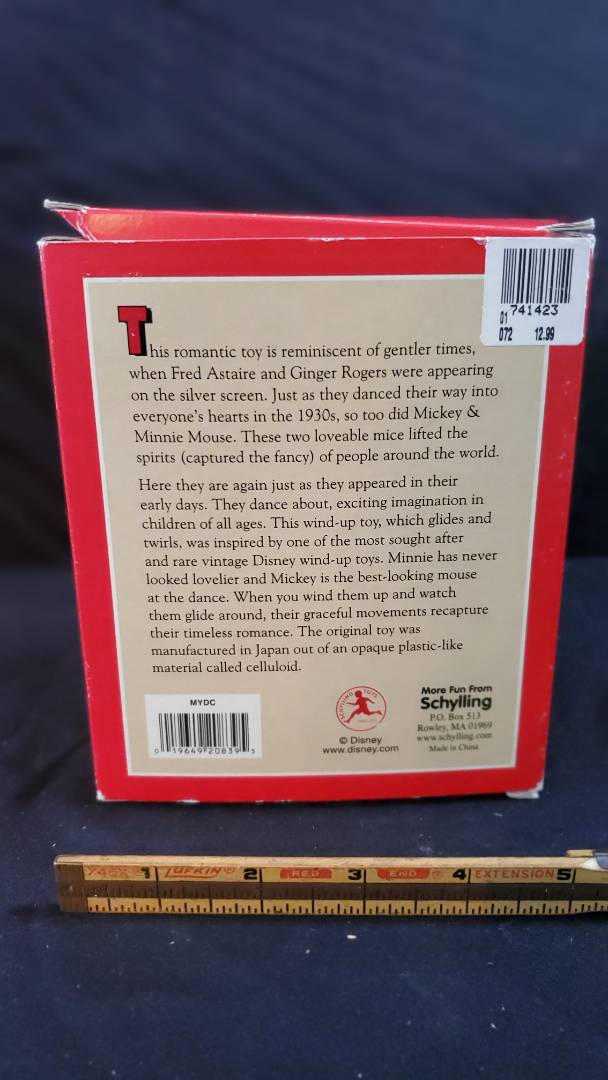 01 741423
072 12.99
This romantic toy is reminiscent of gentler times,
when Fred Astaire and Ginger Rogers were appearing
on the silver screen. Just as they danced their way into
everyone's hearts in the 1930s, so too did Mickey &
Minnie Mouse. These two loveable mice lifted the
spirits (captured the fancy) of people around the world.
Here they are again just as they appeared in their
early days. They dance about, exciting imagination in
children of all ages. This wind-up toy, which glides and
twirls, was inspired by one of the most sought after
and rare vintage Disney wind-up toys. Minnie has never
looked lovelier and Mickey is the best-looking mouse
at the dance. When you wind them up and watch
them glide around, their graceful movements recapture
their timeless romance. The original toy was
manufactured in Japan out of an opaque plastic-like
material called celluloid.
MYDC
0 19649 20839 5
SCHYLLING TOYS
© Disney
www.disney.com
More Fun From
Schylling
P.O. Box 513
Rowley, MA 01969
www.schylling.com
Made in China
X46X 1 LUFKIN® 2 RED 3 END ® 4 EXTENSION 5